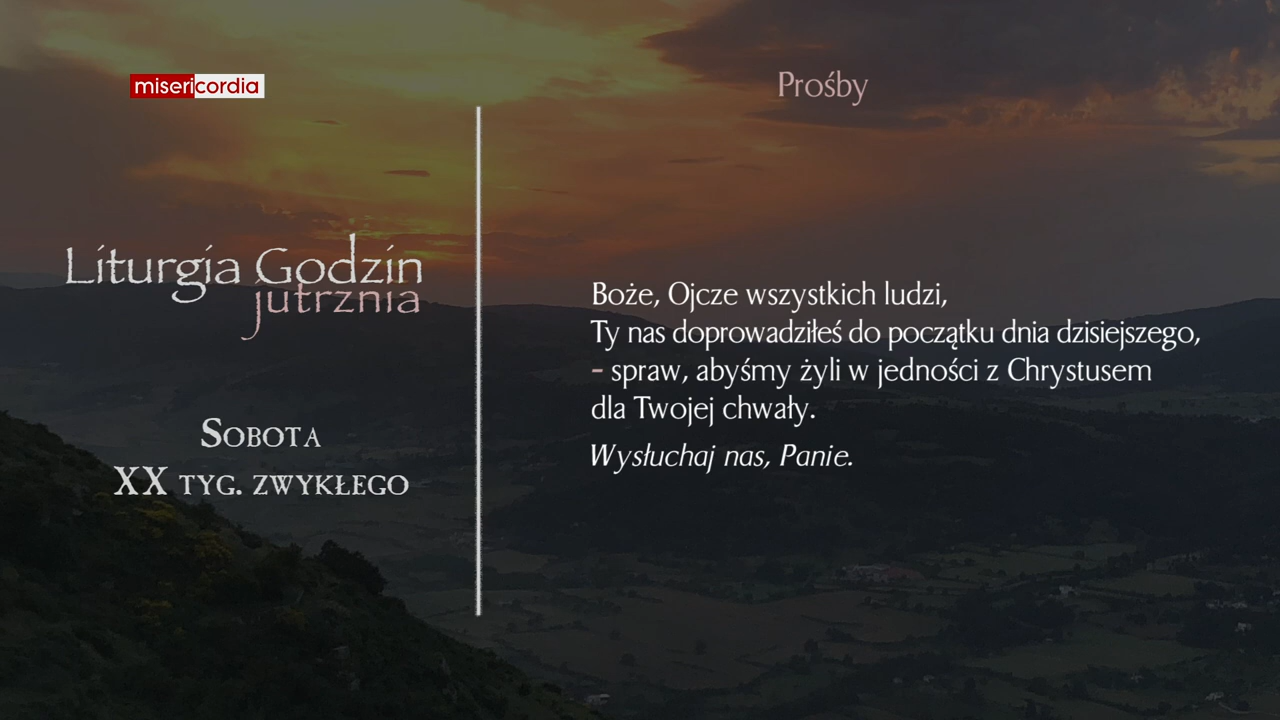 misericordia
Liturgia Godzin
jutrznia
Sobota
XX tyg. zwykłego
Prośby
Boże, Ojcze wszystkich ludzi,
Ty nas doprowadziłeś do początku dnia dzisiejszego,
- spraw, abyśmy żyli w jedności z Chrystusem
dla Twojej chwały.
Wysłuchaj nas, Panie.